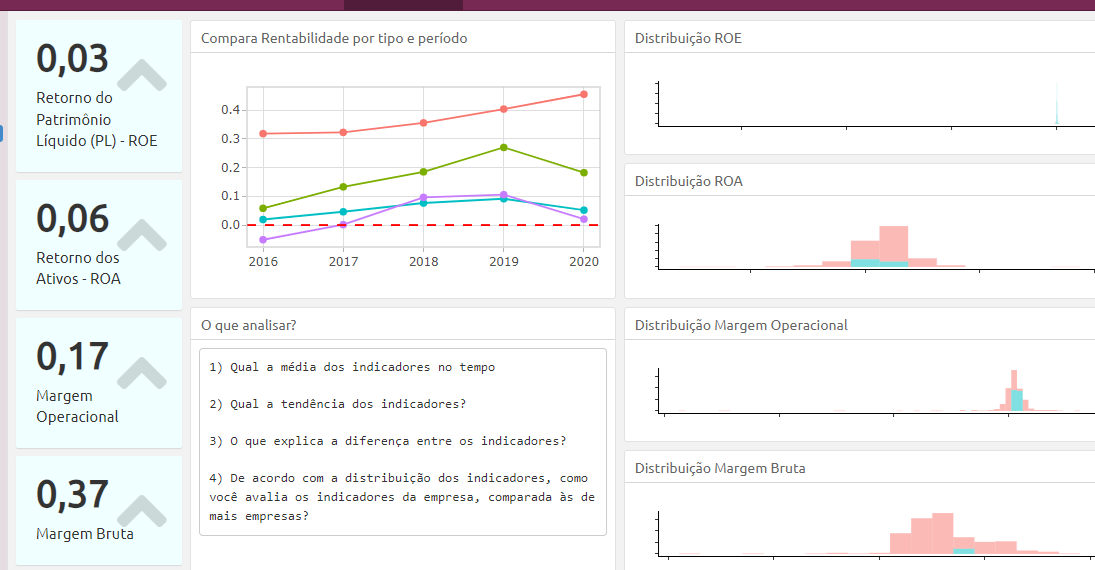 0,03
Retorno do
Patrimônio
Líquido (PL) - ROE
0,06
Retorno dos
Ativos - ROA
0,17
Margem
Operacional
0,37
Margem Bruta
Compara Rentabilidade por tipo e período
0.4
0.3
0.2
0.1
0.0
2016 2017 2018 2019 2020
O que analisar?
1) Qual a média dos indicadores no tempo
2) Qual a tendência dos indicadores?
3) O que explica a diferença entre os indicadores?
4) De acordo com a distribuição dos indicadores, como
você avalia os indicadores da empresa, comparada às de
mais empresas?
Distribuição ROE
Distribuição ROA
Distribuição Margem Operacional
Distribuição Margem Bruta